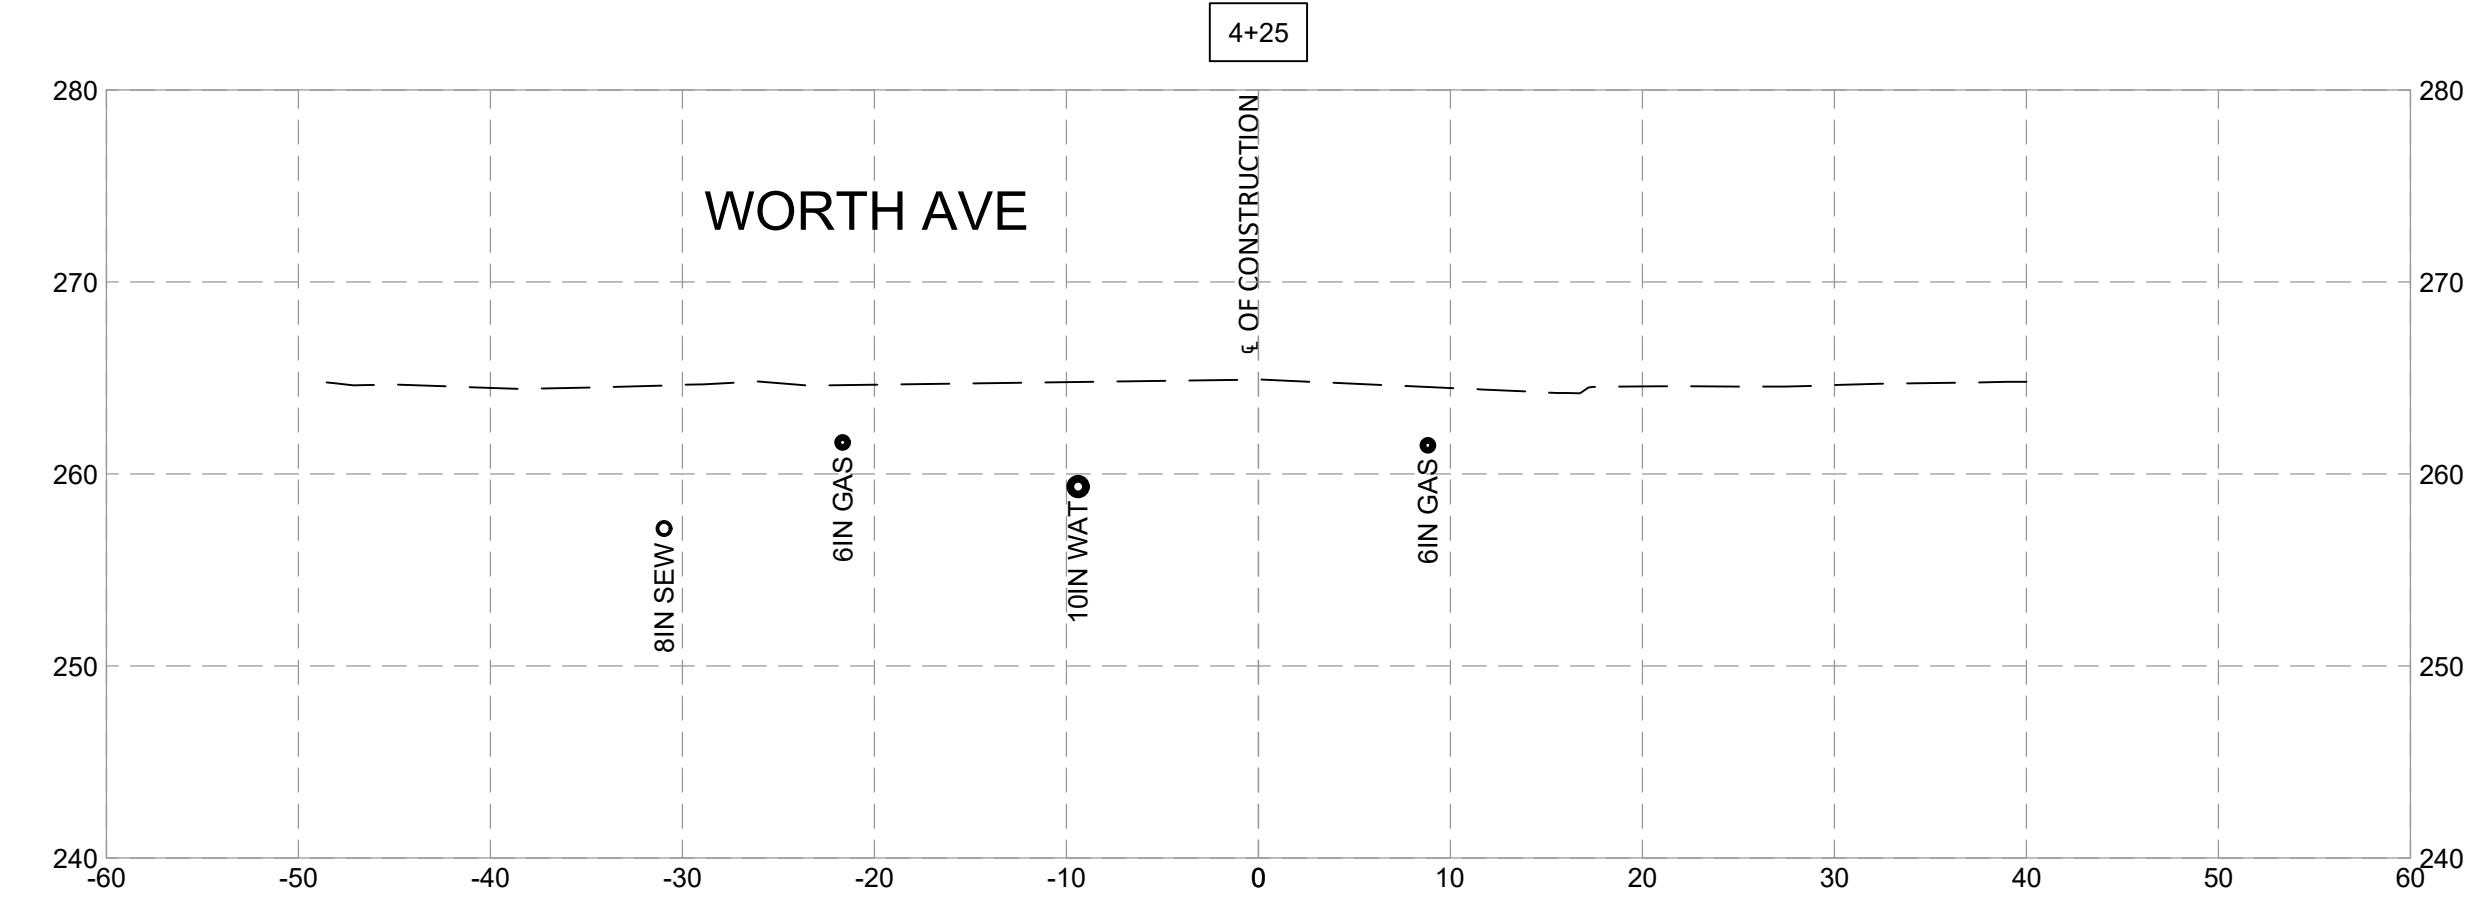 4+25
280 280
℄ OF CONSTRUCTION
WORTH AVE
270 270
260 260
6IN GAS
6IN GAS
10IN WAT
8IN SEW
250 250
240 240
-60 -50 -40 -30 -20 -10 0 10 20 30 40 50 60